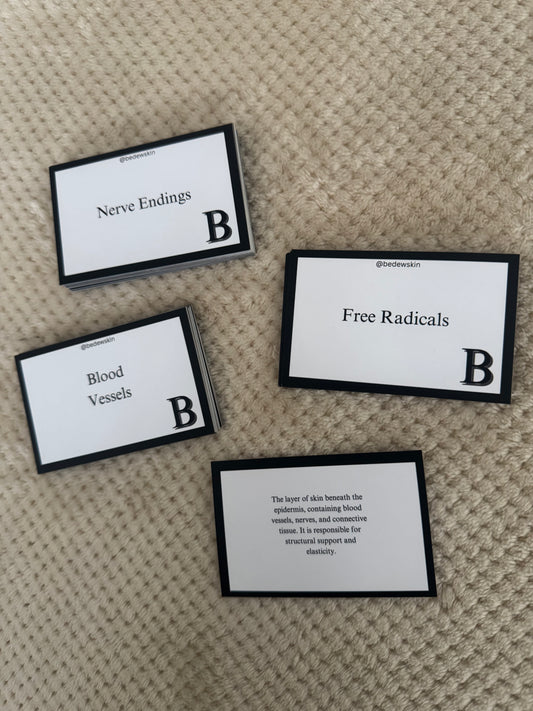 @bedewskin
Nerve Endings
B
@bedewskin
Free Radicals
B
@bedewskin
Blood
Vessels
B
The layer of skin beneath the
epidermis, containing blood
vessels, nerves, and connective
tissue. It is responsible for
structural support and
elasticity.